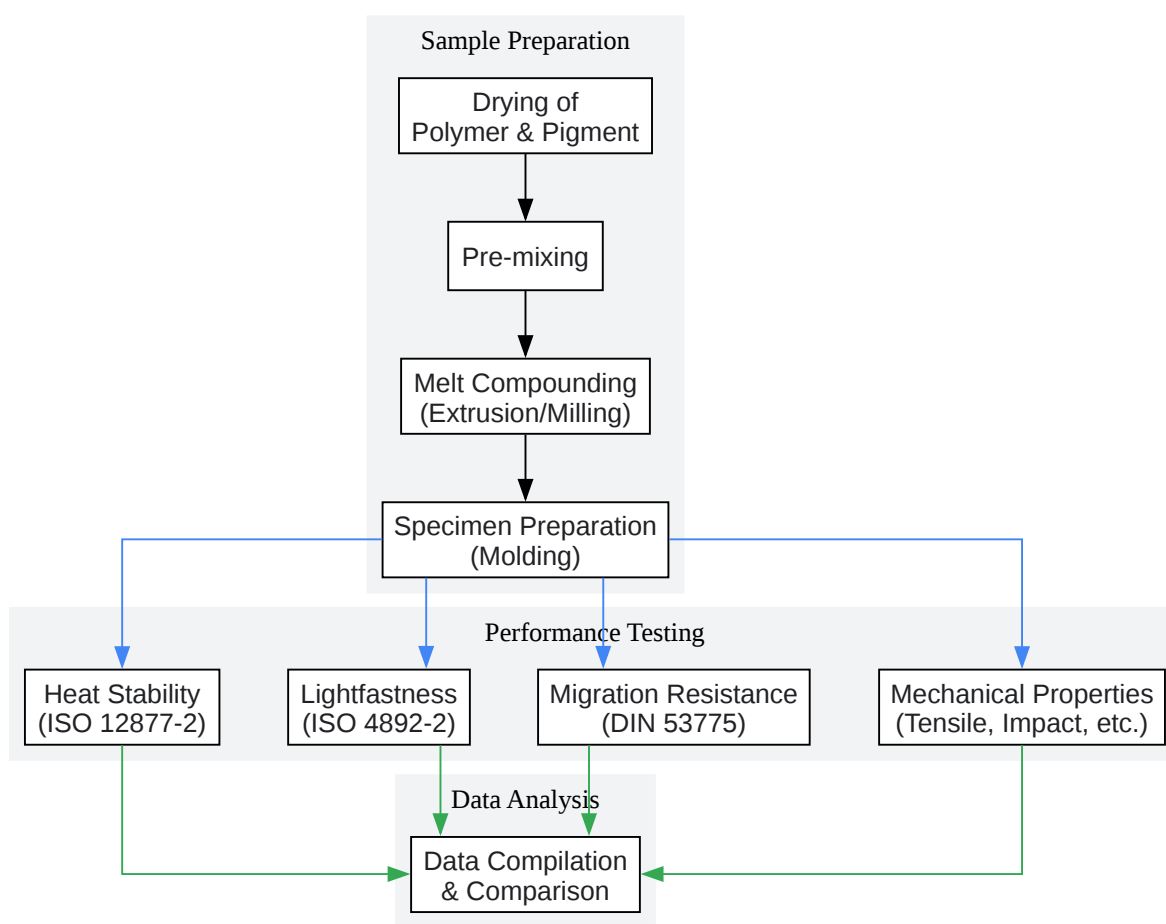 Sample Preparation
Drying of
Polymer & Pigment
Pre-mixing
Melt Compounding
(Extrusion/Milling)
Specimen Preparation
(Molding)
Performance Testing
Heat Stability
(ISO 12877-2)
Lightfastness
(ISO 4892-2)
Migration Resistance
(DIN 53775)
Mechanical Properties
(Tensile, Impact, etc.)
Data Analysis
Data Compilation
& Comparison